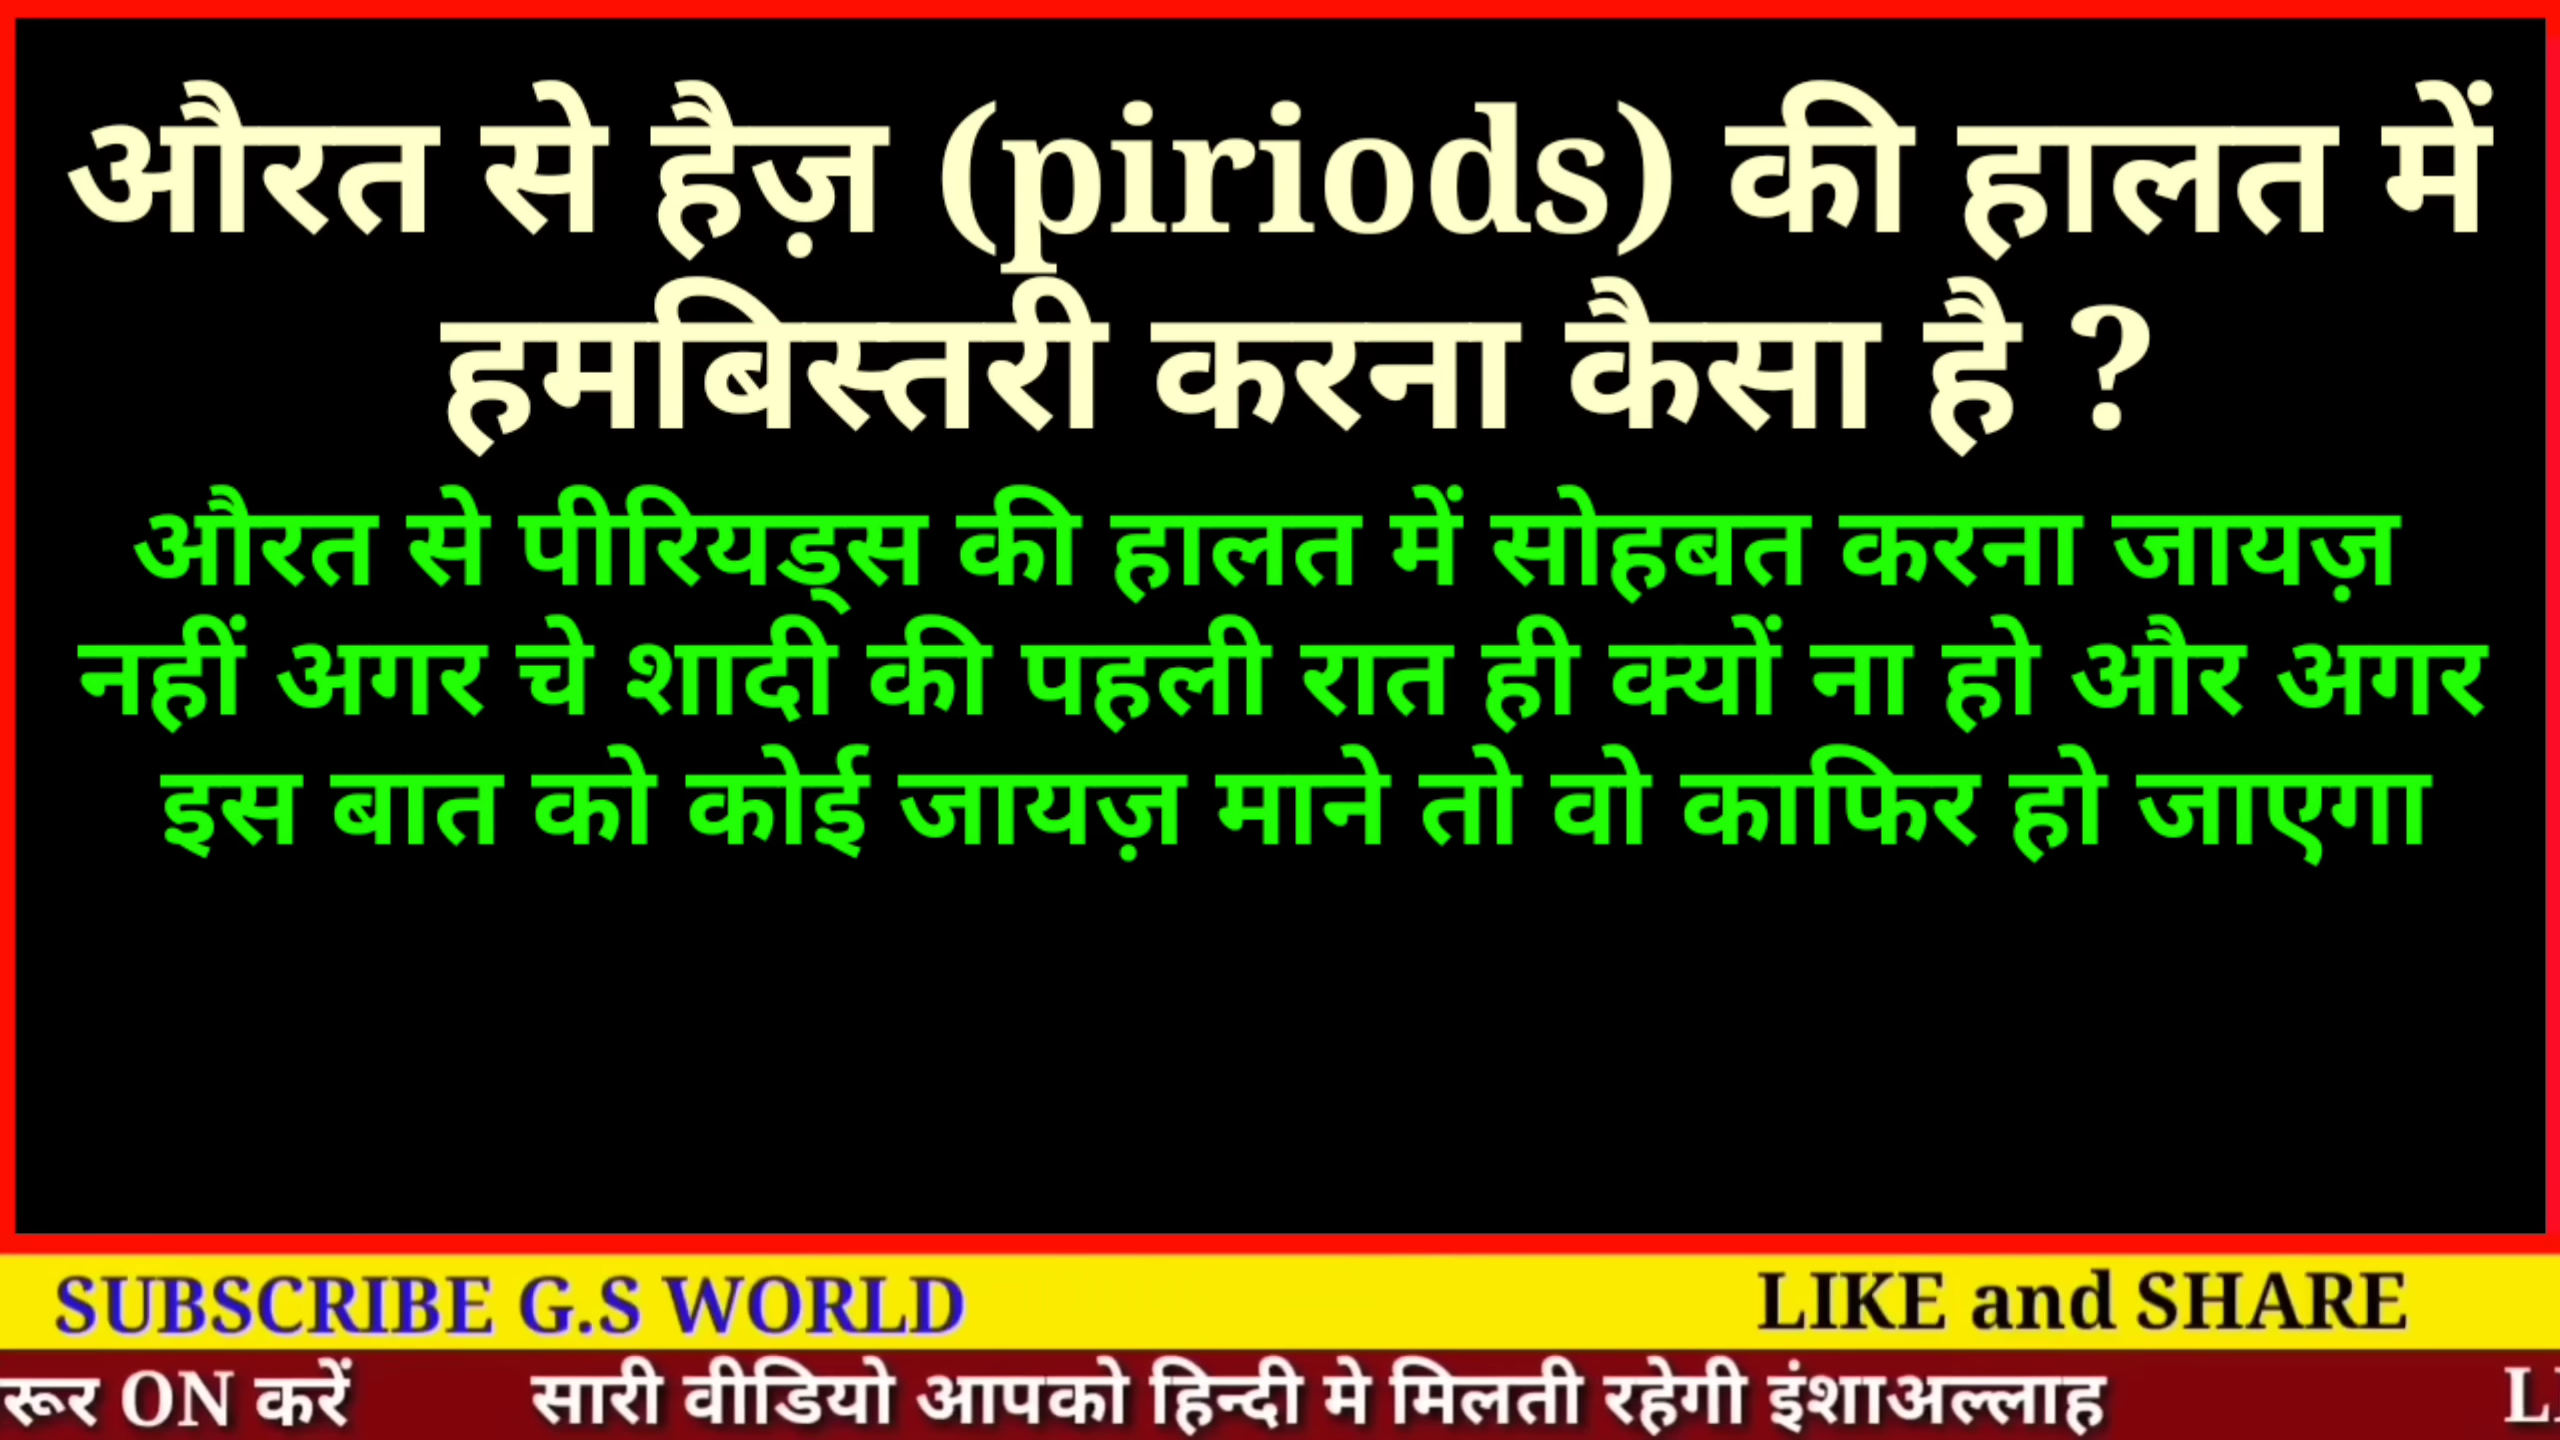 औरत से हैज़ (piriods) की हालत में
हमबिस्तरी करना कैसा है ?
औरत से पीरियड्स की हालत में सोहबत करना जायज़
नहीं अगर चे शादी की पहली रात ही क्यों ना हो और अगर
इस बात को कोई जायज़ माने तो वो काफिर हो जाएगा
SUBSCRIBE G.S WORLD LIKE and SHARE
रूर ON करें सारी वीडियो आपको हिन्दी मे मिलती रहेगी इंशाअल्लाह